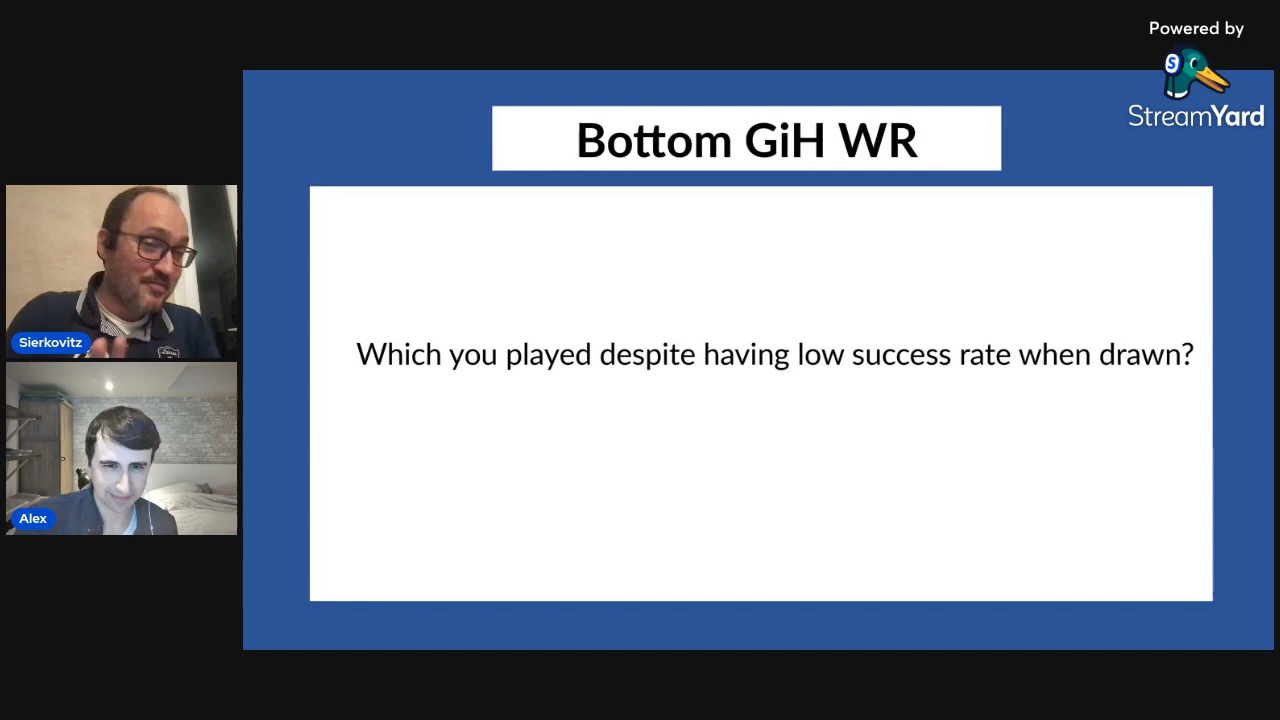 Powered by
StreamYard
Bottom GiH WR
Which you played despite having low success rate when drawn?
Sierkovitz
Alex